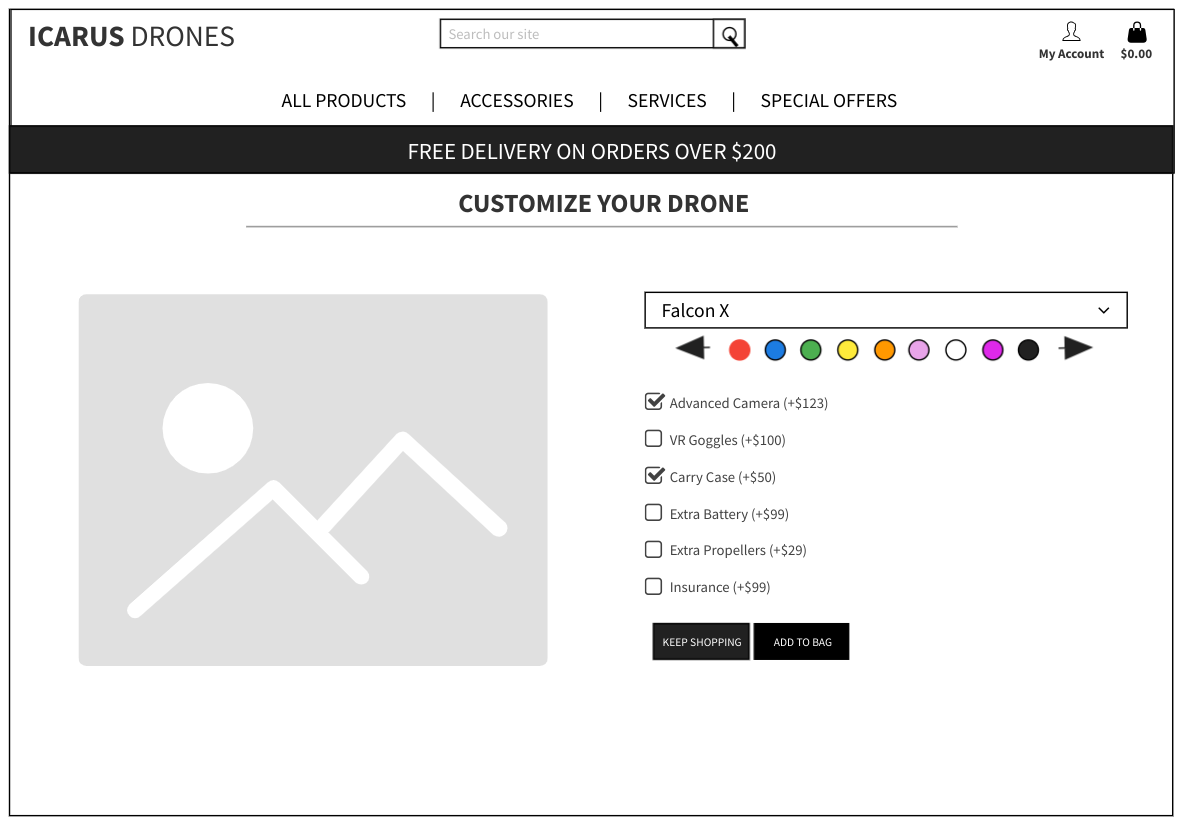 ICARUS DRONES
Search our site
My Account
$0.00
ALL PRODUCTS | ACCESSORIES | SERVICES | SPECIAL OFFERS
FREE DELIVERY ON ORDERS OVER $200
CUSTOMIZE YOUR DRONE
Falcon X
Advanced Camera (+$123)
VR Goggles (+$100)
Carry Case (+$50)
Extra Battery (+$99)
Extra Propellers (+$29)
Insurance (+$99)
KEEP SHOPPING
ADD TO BAG